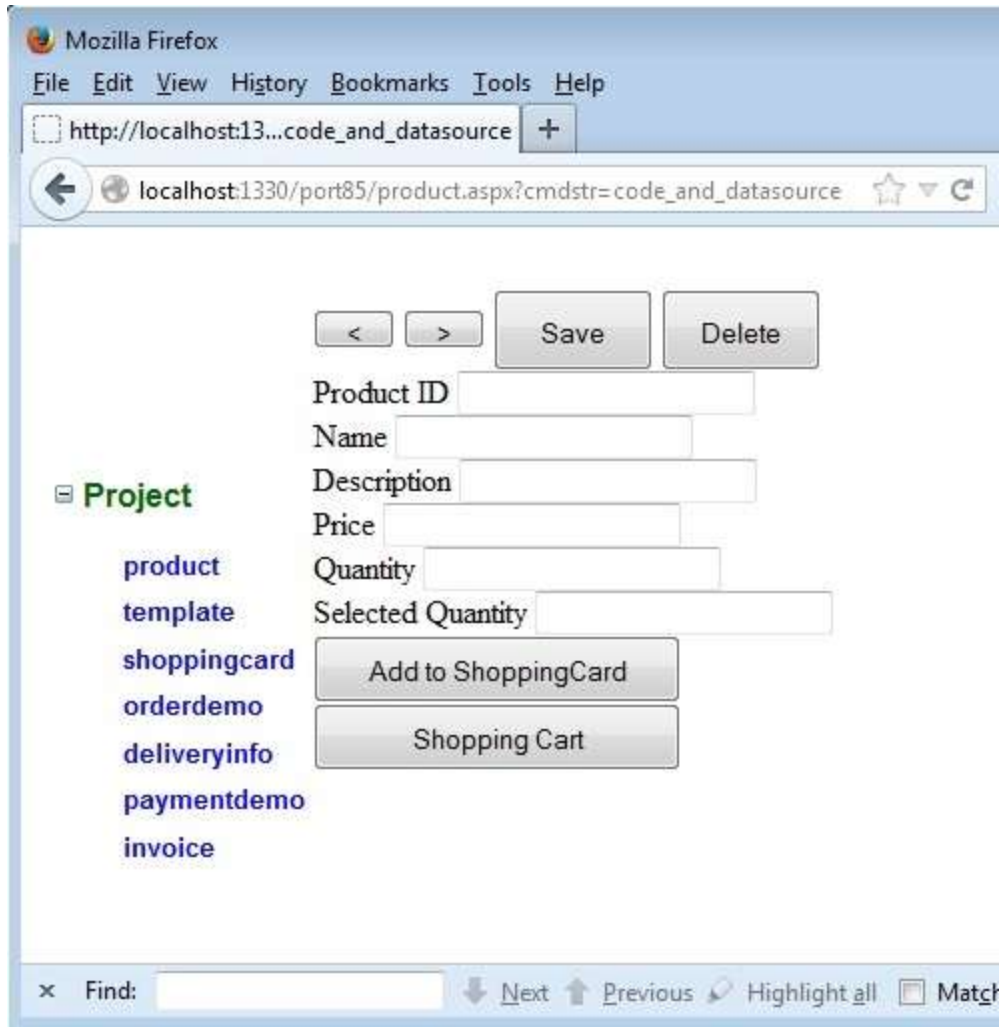 Mozilla Firefox
File Edit View History Bookmarks Tools Help
http://localhost:13...code_and_datasource +
localhost:1330/port85/product.aspx?cmdstr=code_and_datasource
< > Save Delete
Product ID
Name
Description
Price
Quantity
Selected Quantity
Add to ShoppingCard
Shopping Cart
Project
product
template
shoppingcard
orderdemo
deliveryinfo
paymentdemo
invoice
× Find: Next Previous Highlight all Match